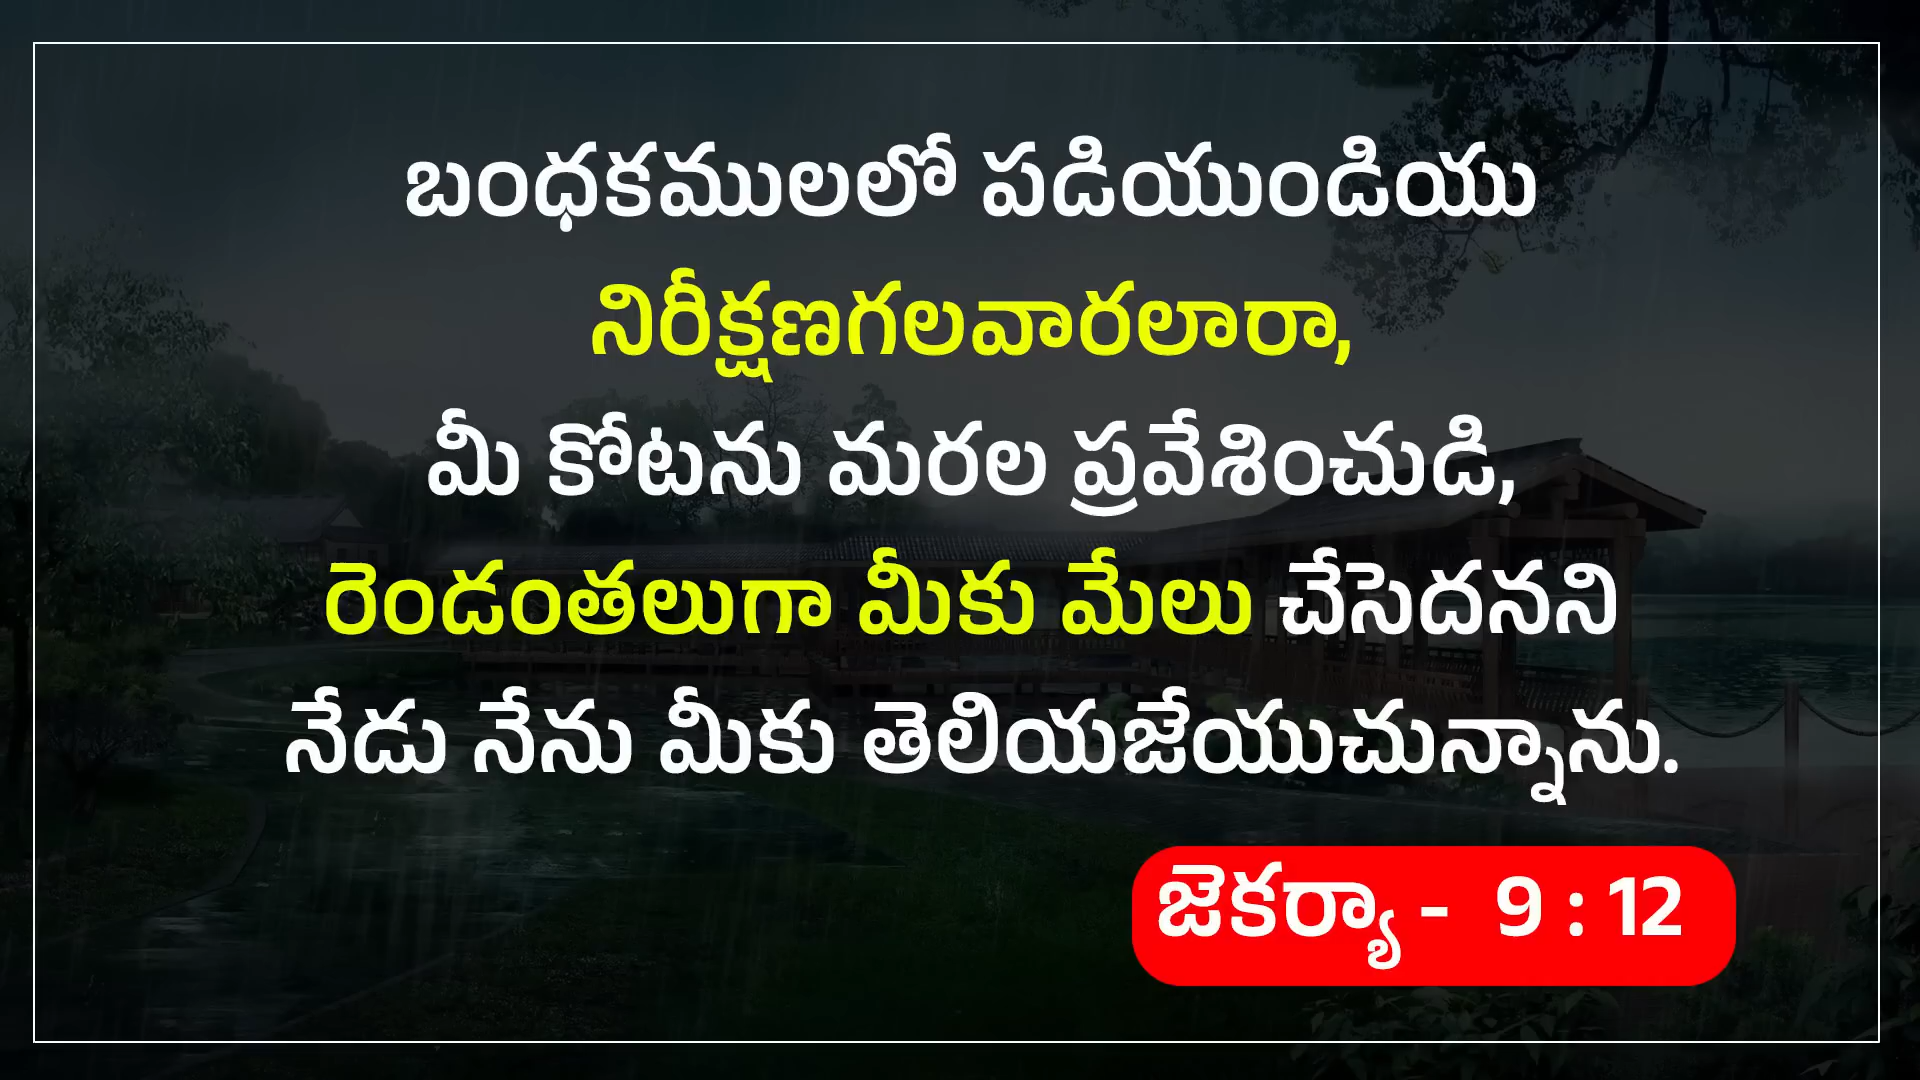 బంధకములలో పడియుండియు
నిరీక్షణగలవారలారా,
మీ కోటను మరల ప్రవేశించుడి,
రెండంతలుగా మీకు మేలు చేసెదనని
నేడు నేను మీకు తెలియజేయుచున్నాను.
జెకర్యా - 9 : 12